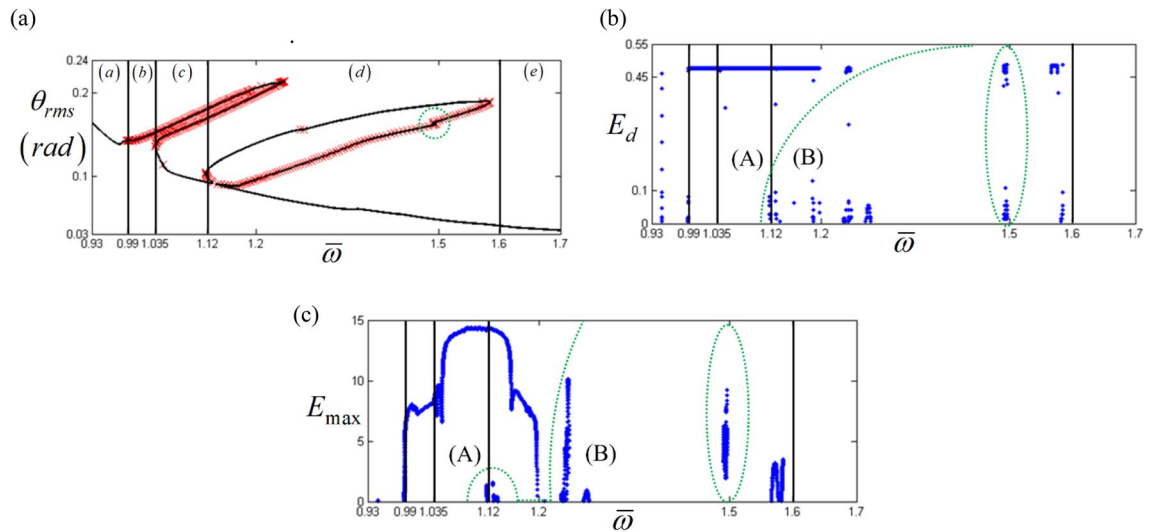 (a)
(b)
(c)
0.24
0.2
0.1
0.03
θrms
(rad)
(a) (b) (c) (d) (e)
0.93 0.99 1.035 1.12 1.2 1.5 1.6 1.7
ω̅
0.55
0.45
0.1
0
Ed
(A) (B)
0.93 0.99 1.035 1.12 1.2 1.5 1.6 1.7
ω̅
15
10
5
0
Emax
(A) (B)
0.93 0.99 1.035 1.12 1.2 1.5 1.6 1.7
ω̅